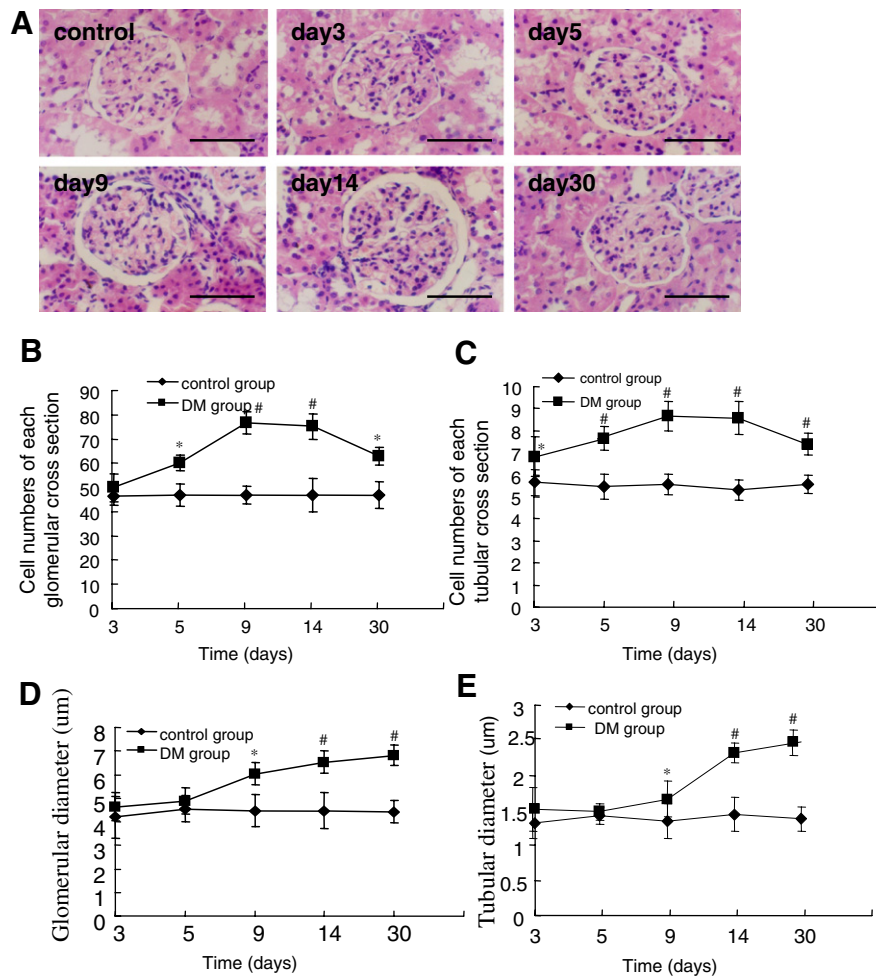 A
control
day3
day5
day9
day14
day30
B
control group
DM group
Cell numbers of each
glomerular cross section
90
80
70
60
50
40
30
20
10
0
* # # *
3 5 9 14 30
Time (days)
C
control group
DM group
Cell numbers of each
tubular cross section
10
9
8
7
6
5
4
3
2
1
0
* # # # #
3 5 9 14 30
Time (days)
D
control group
DM group
Glomerular diameter (um)
8
7
6
5
4
3
2
1
0
* # #
3 5 9 14 30
Time (days)
E
control group
DM group
Tubular diameter (um)
3
2.5
2
1.5
1
0.5
0
* # #
3 5 9 14 30
Time (days)